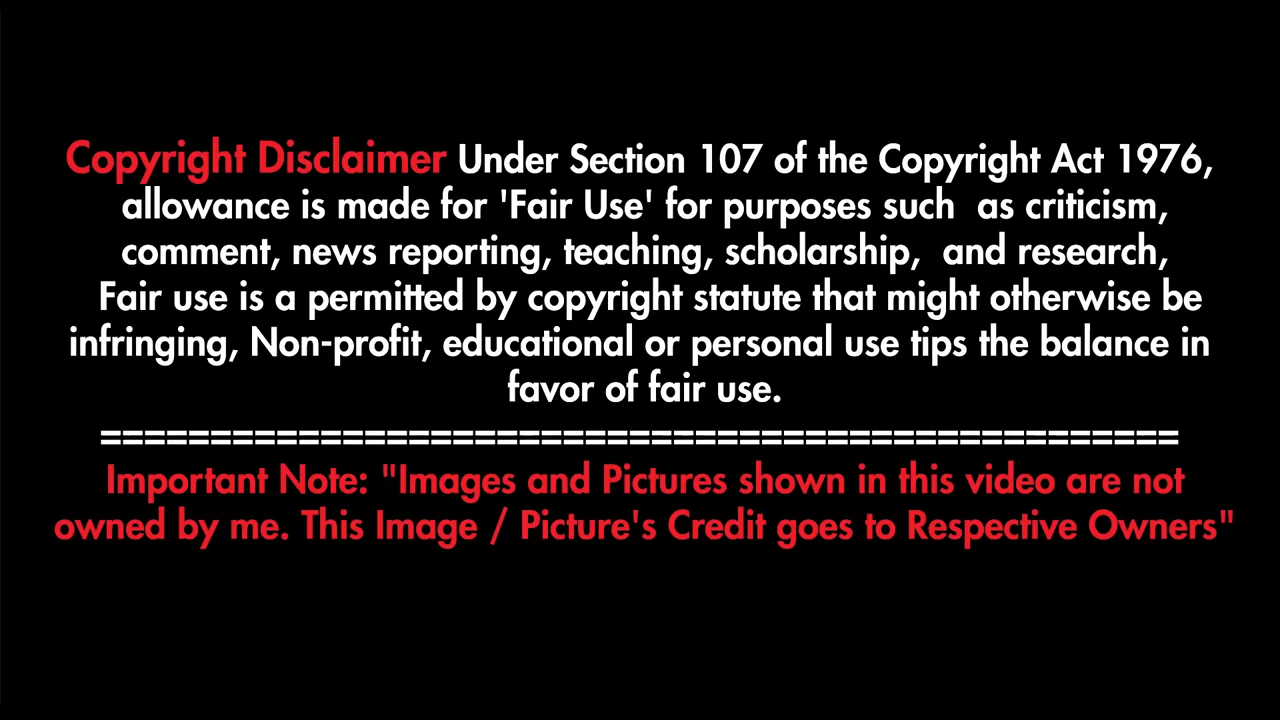 Copyright Disclaimer Under Section 107 of the Copyright Act 1976,
allowance is made for 'Fair Use' for purposes such  as criticism,
comment, news reporting, teaching, scholarship,  and research,
Fair use is a permitted by copyright statute that might otherwise be
infringing, Non-profit, educational or personal use tips the balance in
favor of fair use.
=================================================
Important Note: "Images and Pictures shown in this video are not
owned by me. This Image / Picture's Credit goes to Respective Owners"